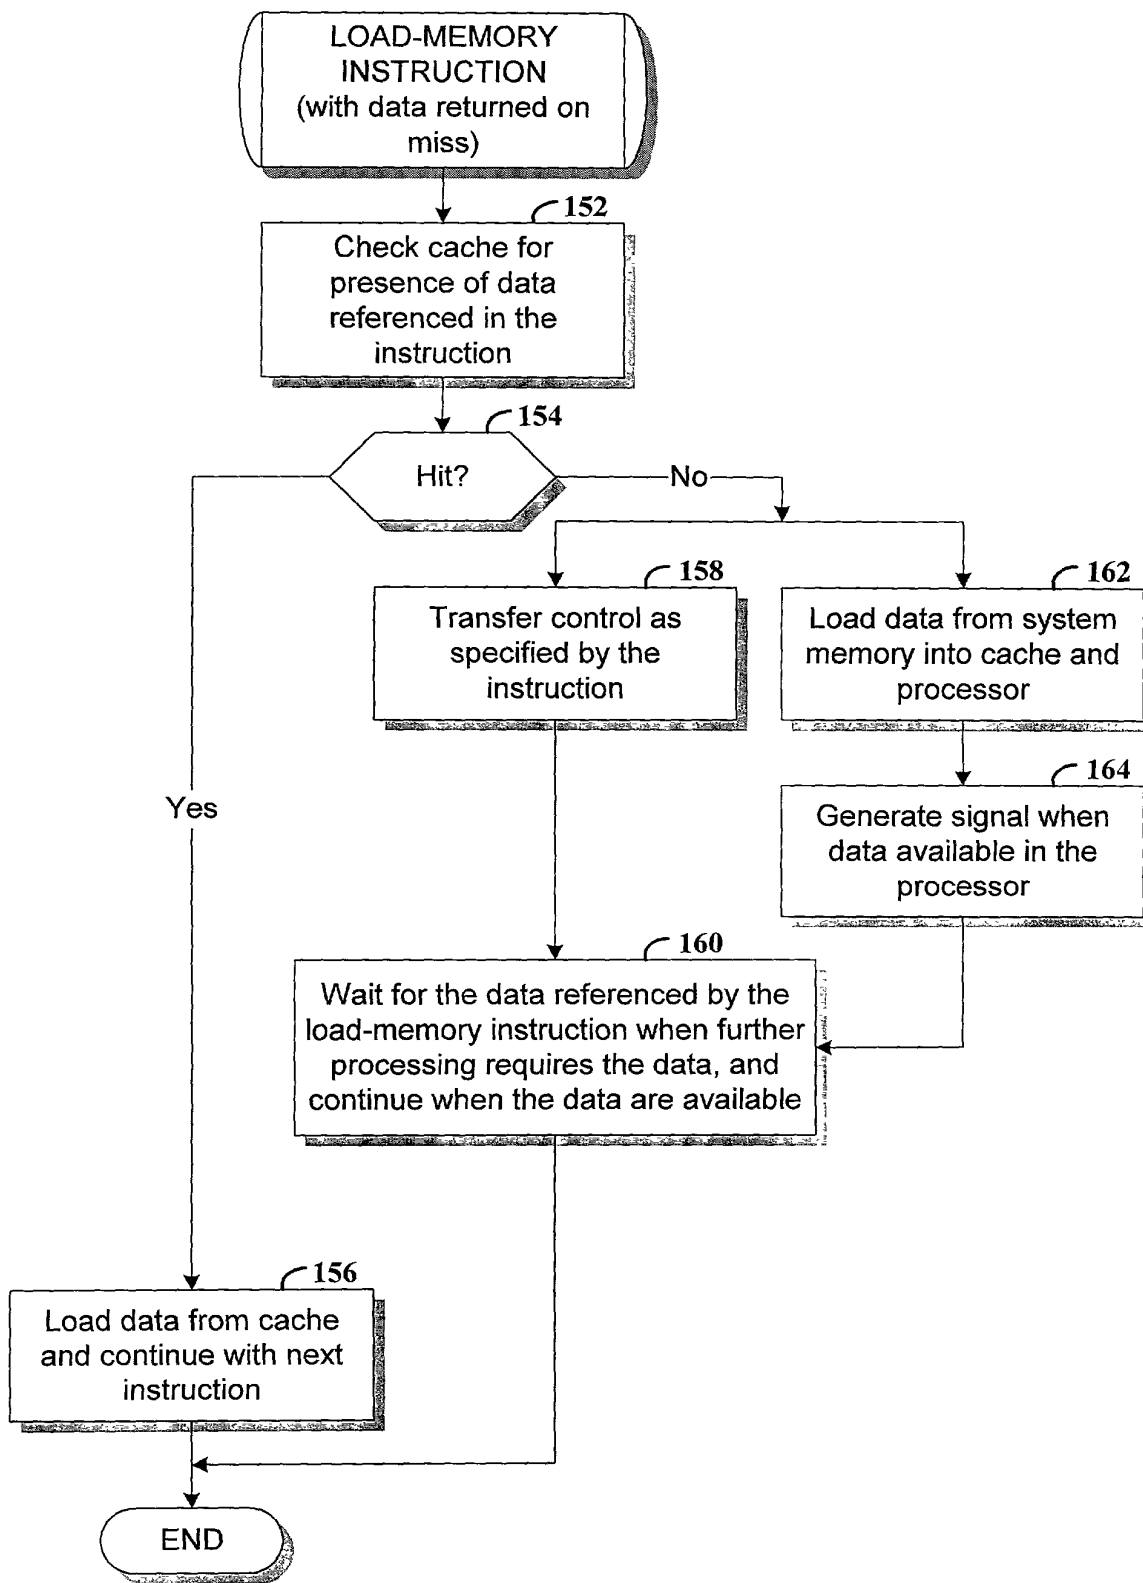 LOAD-MEMORY
INSTRUCTION
(with data returned on
miss)
152
Check cache for
presence of data
referenced in the
instruction
154
Hit?
No
158
Transfer control as
specified by the
instruction
162
Load data from system
memory into cache and
processor
164
Generate signal when
data available in the
processor
Yes
160
Wait for the data referenced by the
load-memory instruction when further
processing requires the data, and
continue when the data are available
156
Load data from cache
and continue with next
instruction
END